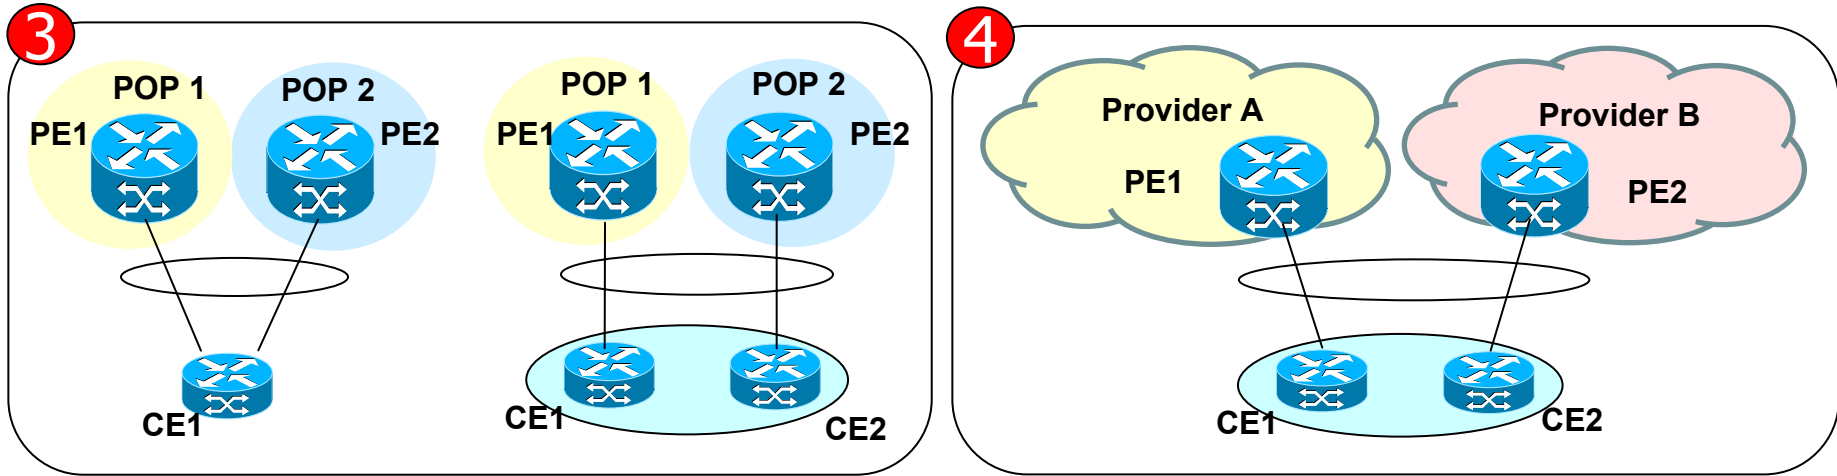 3
POP 1
POP 2
PE1
PE2
CE1
POP 1
POP 2
PE1
PE2
CE1
CE2
4
Provider A
Provider B
PE1
PE2
CE1
CE2